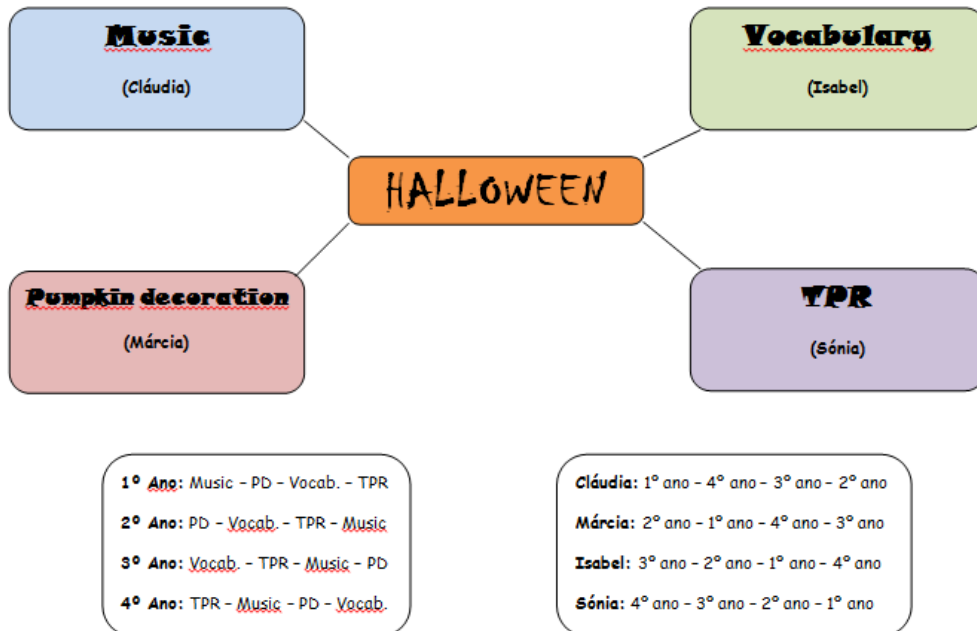 Music
(Cláudia)
Vocabulary
(Isabel)
HALLOWEEN
Pumpkin decoration
(Márcia)
TPR
(Sónia)
1º Ano: Music – PD – Vocab. – TPR
2º Ano: PD – Vocab. – TPR – Music
3º Ano: Vocab. – TPR – Music – PD
4º Ano: TPR – Music – PD – Vocab.
Cláudia: 1º ano – 4º ano – 3º ano – 2º ano
Márcia: 2º ano – 1º ano – 4º ano – 3º ano
Isabel: 3º ano – 2º ano – 1º ano – 4º ano
Sónia: 4º ano – 3º ano – 2º ano – 1º ano